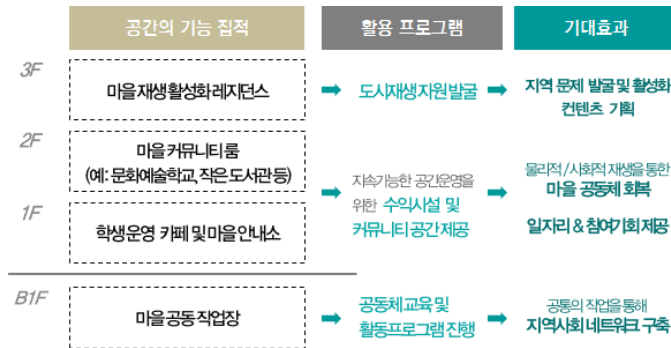 공간의 기능 집적
활용 프로그램
기대효과
3F
마을 재생 활성화 레지던스
도시재생 자원 발굴
지역 문제 발굴 및 활성화
컨텐츠 기획
2F
마을 커뮤니티 룸
(예: 문화예술학교, 작은 도서관 등)
1F
학생 운영 카페 및 마을 안내소
지속가능한 공간운영을
위한 수익시설 및
커뮤니티 공간 제공
물리적 / 사회적 재생을 통한
마을 공동체 회복
일자리 & 참여기회 제공
B1F
마을 공동 작업장
공동체 교육 및
활동프로그램 진행
공통의 작업을 통해
지역사회 네트워크 구축